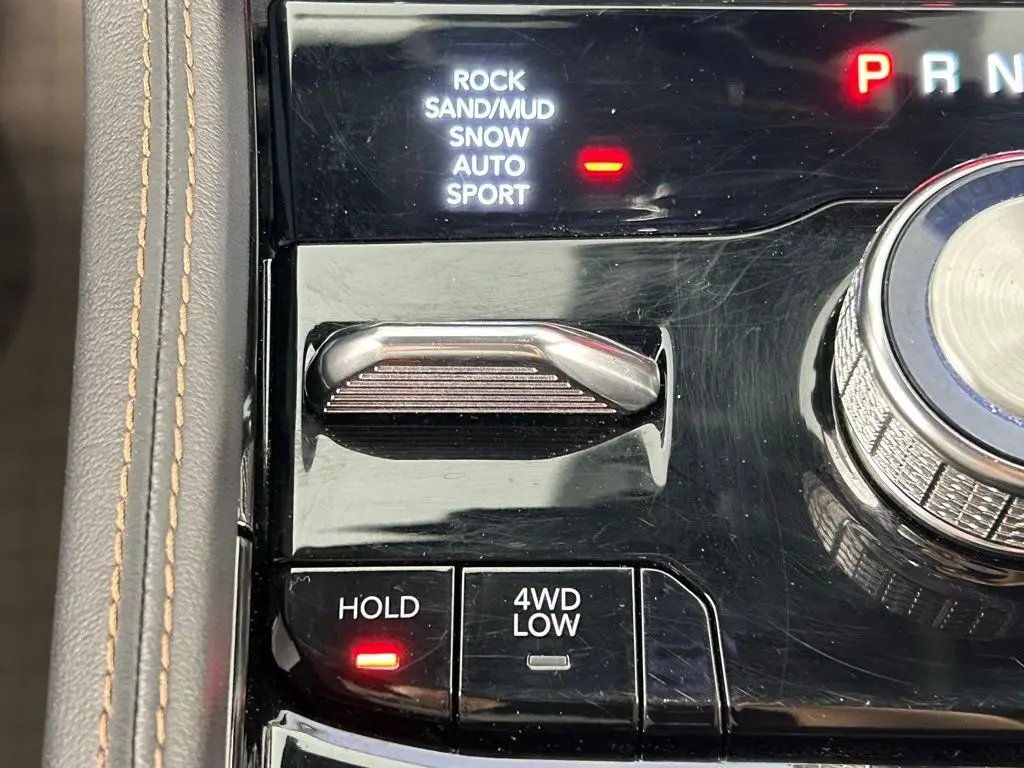 ROCK
SAND/MUD
SNOW
AUTO
SPORT
P R N
HOLD
4WD
LOW